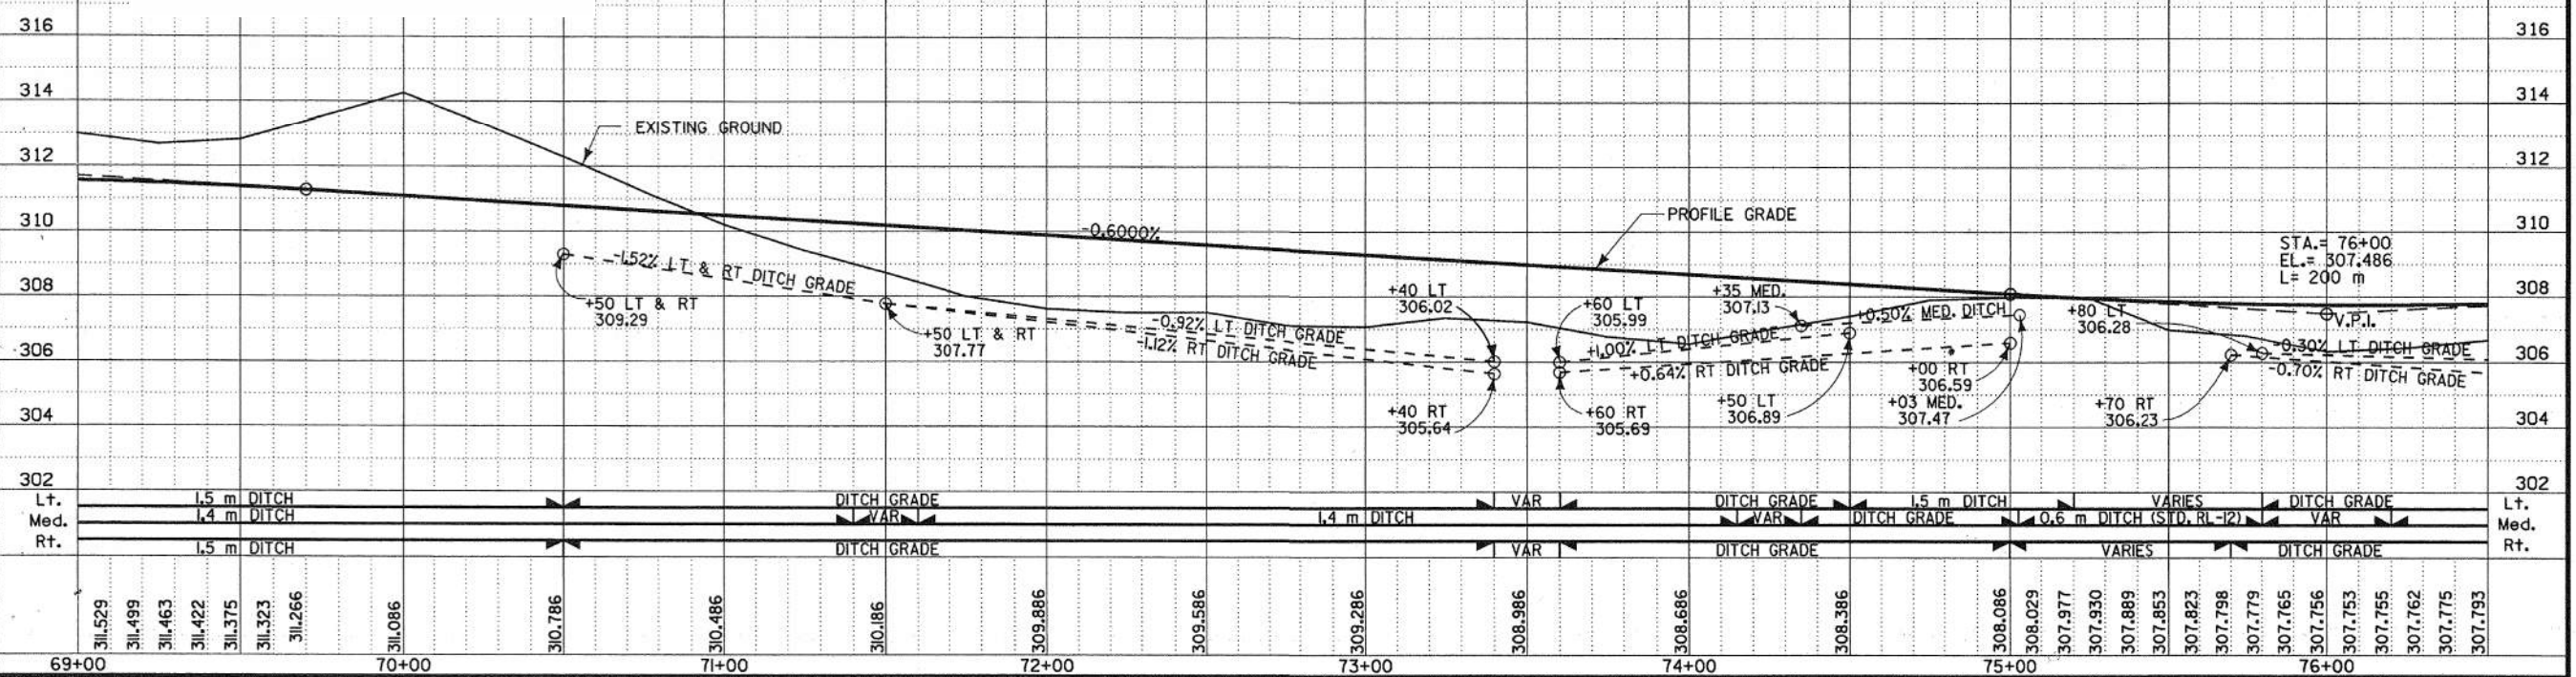 316 316
314 314
EXISTING GROUND
312 312
310 310
PROFILE GRADE
-0.6000%
STA.= 76+00
EL.= 307.486
L= 200 m
-1.52% LT & RT DITCH GRADE
308 308
+50 LT & RT
309.29
+40 LT
306.02
+60 LT
305.99
+35 MED.
307.13
+0.50% MED. DITCH
+80 LT
306.28
V.P.I.
+50 LT & RT
307.77
-0.92% LT DITCH GRADE
-1.12% RT DITCH GRADE
+1.00% LT DITCH GRADE
+0.64% RT DITCH GRADE
-0.30% LT DITCH GRADE
-0.70% RT DITCH GRADE
306 306
+00 RT
306.59
+40 RT
305.64
+60 RT
305.69
+50 LT
306.89
+03 MED.
307.47
+70 RT
306.23
304 304
302 302
Lt. 1.5 m DITCH DITCH GRADE VAR DITCH GRADE 1.5 m DITCH VARIES DITCH GRADE Lt.
Med. 1.4 m DITCH VAR 1.4 m DITCH VAR DITCH GRADE 0.6 m DITCH (STD. RL-12) VAR Med.
Rt. 1.5 m DITCH DITCH GRADE VAR DITCH GRADE VARIES DITCH GRADE Rt.
311.529 311.499 311.463 311.422 311.375 311.323 311.266 311.086 310.786 310.486 310.186 309.886 309.586 309.286 308.986 308.686 308.386 308.086 308.029 307.977 307.930 307.889 307.853 307.823 307.798 307.779 307.765 307.756 307.753 307.755 307.762 307.775 307.793
69+00 70+00 71+00 72+00 73+00 74+00 75+00 76+00